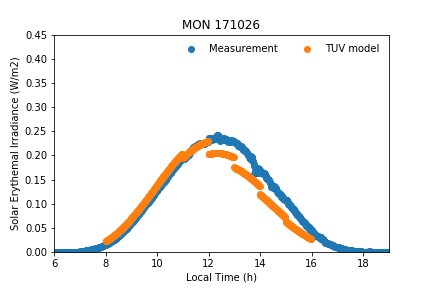 MON 171026
Measurement
TUV model
Solar Erythemal Irradiance (W/m2)
0.45
0.40
0.35
0.30
0.25
0.20
0.15
0.10
0.05
0.00
6 8 10 12 14 16 18
Local Time (h)